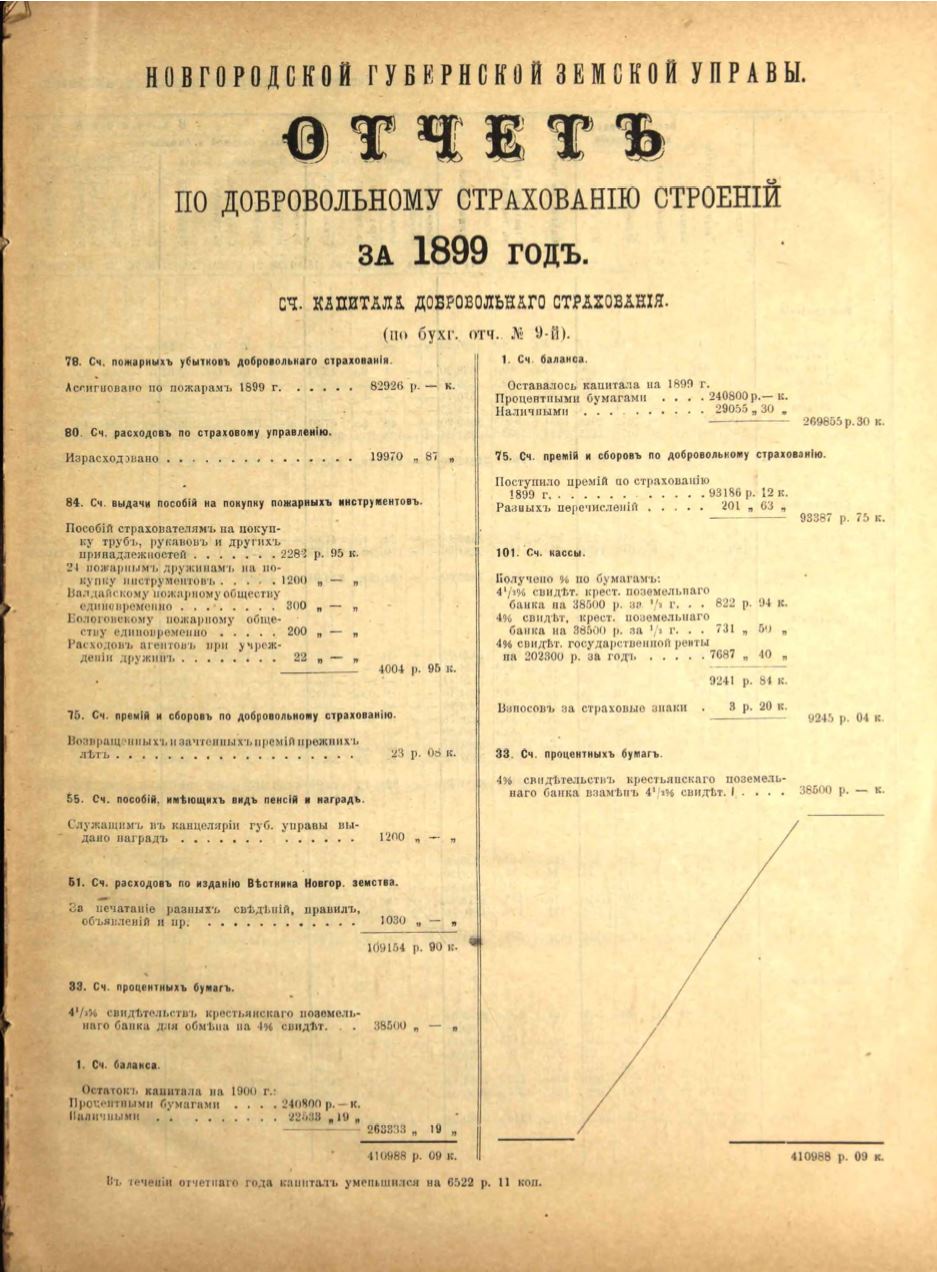 НОВГОРОДСКОЙ ГУБЕРНСКОЙ ЗЕМСКОЙ УПРАВЫ.
ОТЧЕТЪ
ПО ДОБРОВОЛЬНОМУ СТРАХОВАНІЮ СТРОЕНІЙ
ЗА 1899 ГОДЪ.
СЧ. КАПИТАЛА ДОБРОВОЛЬНАГО СТРАХОВАНІЯ.
(по бухг. отч. № 9-й).
78. Сч. пожарныхъ убытковъ добровольнаго страхованія.
Ассигновано по пожарамъ 1899 г. . . . . . 82926 р. — к.
80. Сч. расходовъ по страховому управленію.
Израсходовано . . . . . . . . . . . . . . . 19970 „ 87 „
84. Сч. выдачи пособій на покупку пожарныхъ инструментовъ.
Пособій страхователямъ на покуп-
ку трубъ, рукавовъ и другихъ
принадлежностей . . . . . . . 2282 р. 95 к.
24 пожарнымъ дружинамъ на по-
купку инструментовъ . . . . . 1200 „ — „
Валдайскому пожарному обществу
единовременно . . . . . . . . 300 „ — „
Бологовскому пожарному обще-
ству единовременно . . . . . 200 „ — „
Расходовъ агентовъ при учреж-
деніи дружинъ . . . . . . . . 22 „ — „
4004 р. 95 к.
75. Сч. премій и сборовъ по добровольному страхованію.
Возвращенныхъ и зачтенныхъ премій прежнихъ
лѣтъ . . . . . . . . . . . . . . . . . . 23 р. 08 к.
55. Сч. пособій, имѣющихъ видъ пенсій и наградъ.
Служащимъ въ канцеляріи губ. управы вы-
дано наградъ . . . . . . . . . . . . . 1200 „ — „
51. Сч. расходовъ по изданію Вѣстника Новгор. земства.
За печатаніе разныхъ свѣдѣній, правилъ,
объявленій и пр. . . . . . . . . . . . . 1030 „ — „
109154 р. 90 к.
33. Сч. процентныхъ бумагъ.
4¹/₂% свидѣтельствъ крестьянскаго поземель-
наго банка для обмѣна на 4% свидѣт. . . 38500 „ — „
1. Сч. баланса.
Остатокъ капитала на 1900 г.:
Процентными бумагами . . . . 240800 р. — к.
Наличными . . . . . . . . . 22533 „ 19 „
263333 „ 19 „
410988 р. 09 к.
1. Сч. баланса.
Оставалось капитала на 1899 г.
Процентными бумагами . . . . 240800 р. — к.
Наличными . . . . . . . . . 29055 „ 30 „
269855 р. 30 к.
75. Сч. премій и сборовъ по добровольному страхованію.
Поступило премій по страхованію
1899 г. . . . . . . . . . . . . 93186 р. 12 к.
Разныхъ перечисленій . . . . . 201 „ 63 „
93387 р. 75 к.
101. Сч. кассы.
Получено % по бумагамъ:
4¹/₂% свидѣт. крест. поземельнаго
банка на 38500 р. за ¹/₂ г. . . 822 р. 94 к.
4% свидѣт, крест. поземельнаго
банка на 38500 р. за ¹/₂ г. . . 731 „ 50 „
4% свидѣт. государственной ренты
на 202300 р. за годъ . . . . . 7687 „ 40 „
9241 р. 84 к.
Взносовъ за страховые знаки . 3 р. 20 к.
9245 р. 04 к.
33. Сч. процентныхъ бумагъ.
4% свидѣтельствъ крестьянскаго поземель-
наго банка взамѣнъ 4¹/₂% свидѣт. . . . . 38500 р. — к.
410988 р. 09 к.
Въ теченіи отчетнаго года капиталъ уменьшился на 6522 р. 11 коп.